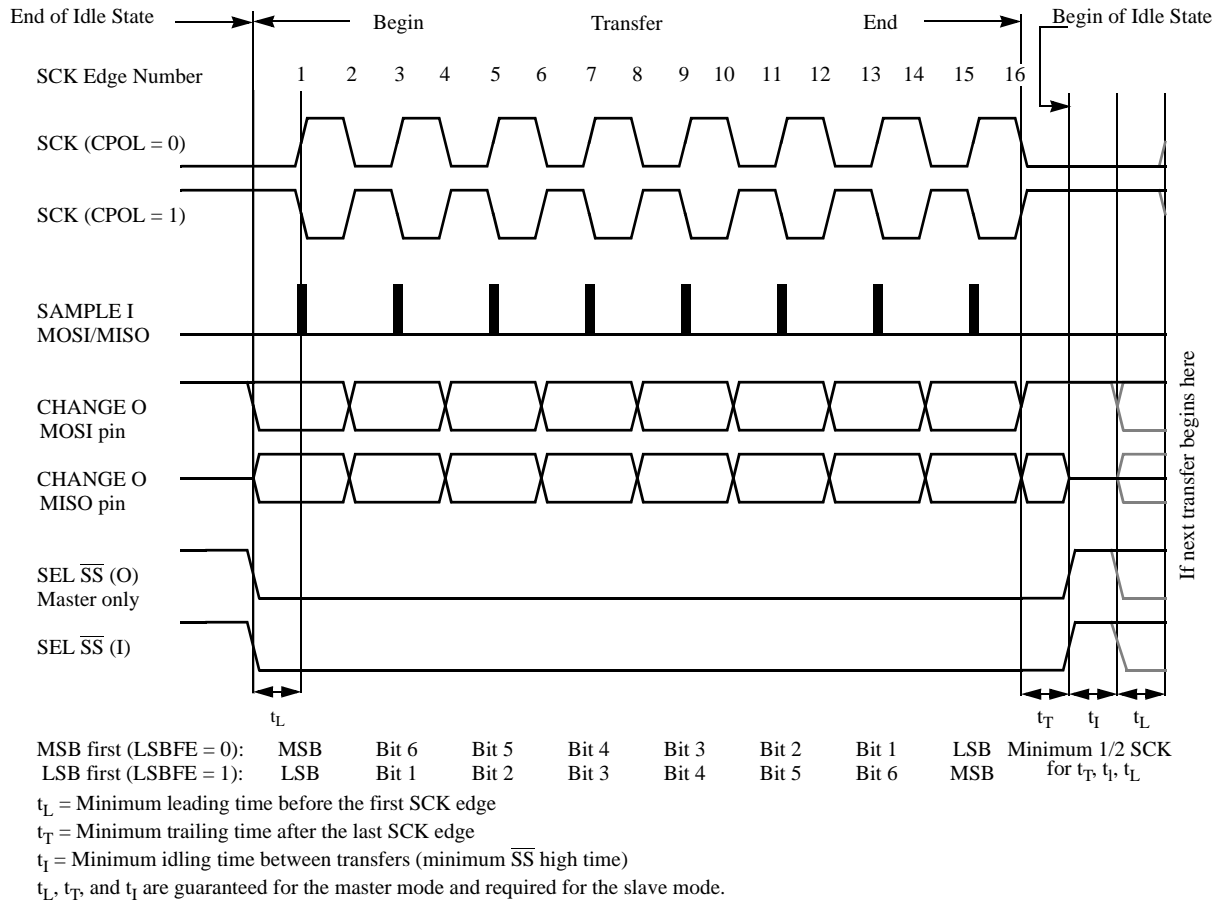 End of Idle State
Begin
Transfer
End
Begin of Idle State
SCK Edge Number
1 2 3 4 5 6 7 8 9 10 11 12 13 14 15 16
SCK (CPOL = 0)
SCK (CPOL = 1)
SAMPLE I
MOSI/MISO
CHANGE O
MOSI pin
CHANGE O
MISO pin
SEL S̅S̅ (O)
Master only
SEL S̅S̅ (I)
If next transfer begins here
tL
tT tI tL
MSB first (LSBFE = 0): MSB Bit 6 Bit 5 Bit 4 Bit 3 Bit 2 Bit 1 LSB Minimum 1/2 SCK
LSB first (LSBFE = 1): LSB Bit 1 Bit 2 Bit 3 Bit 4 Bit 5 Bit 6 MSB for tT, tl, tL
tL = Minimum leading time before the first SCK edge
tT = Minimum trailing time after the last SCK edge
tI = Minimum idling time between transfers (minimum S̅S̅ high time)
tL, tT, and tI are guaranteed for the master mode and required for the slave mode.